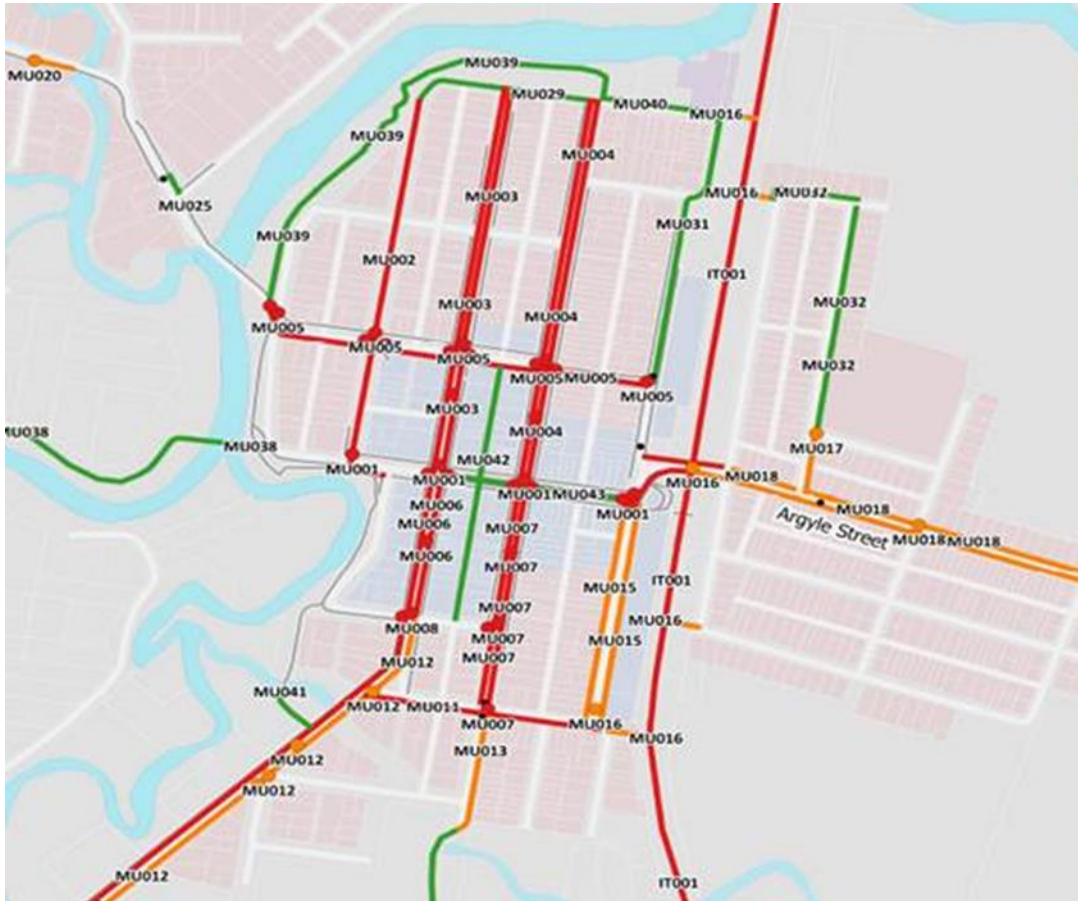 MU039
MU020
MU029
MU040
MU016
MU039
MU004
MU025
MU003
MU016
MU032
MU031
MU039
MU002
IT001
MU032
MU003
MU004
MU005
MU005
MU005
MU005
MU005
MU005
MU032
MU003
MU004
MU038
MU038
MU017
MU042
MU001
MU001
MU016
MU018
MU001
MU043
MU001
MU006
MU006
MU018
Argyle Street
MU007
MU018
MU018
MU006
MU007
IT001
MU015
MU007
MU016
MU008
MU007
MU015
MU007
MU012
MU041
MU012
MU011
MU007
MU016
MU016
MU013
MU012
MU012
MU012
IT001